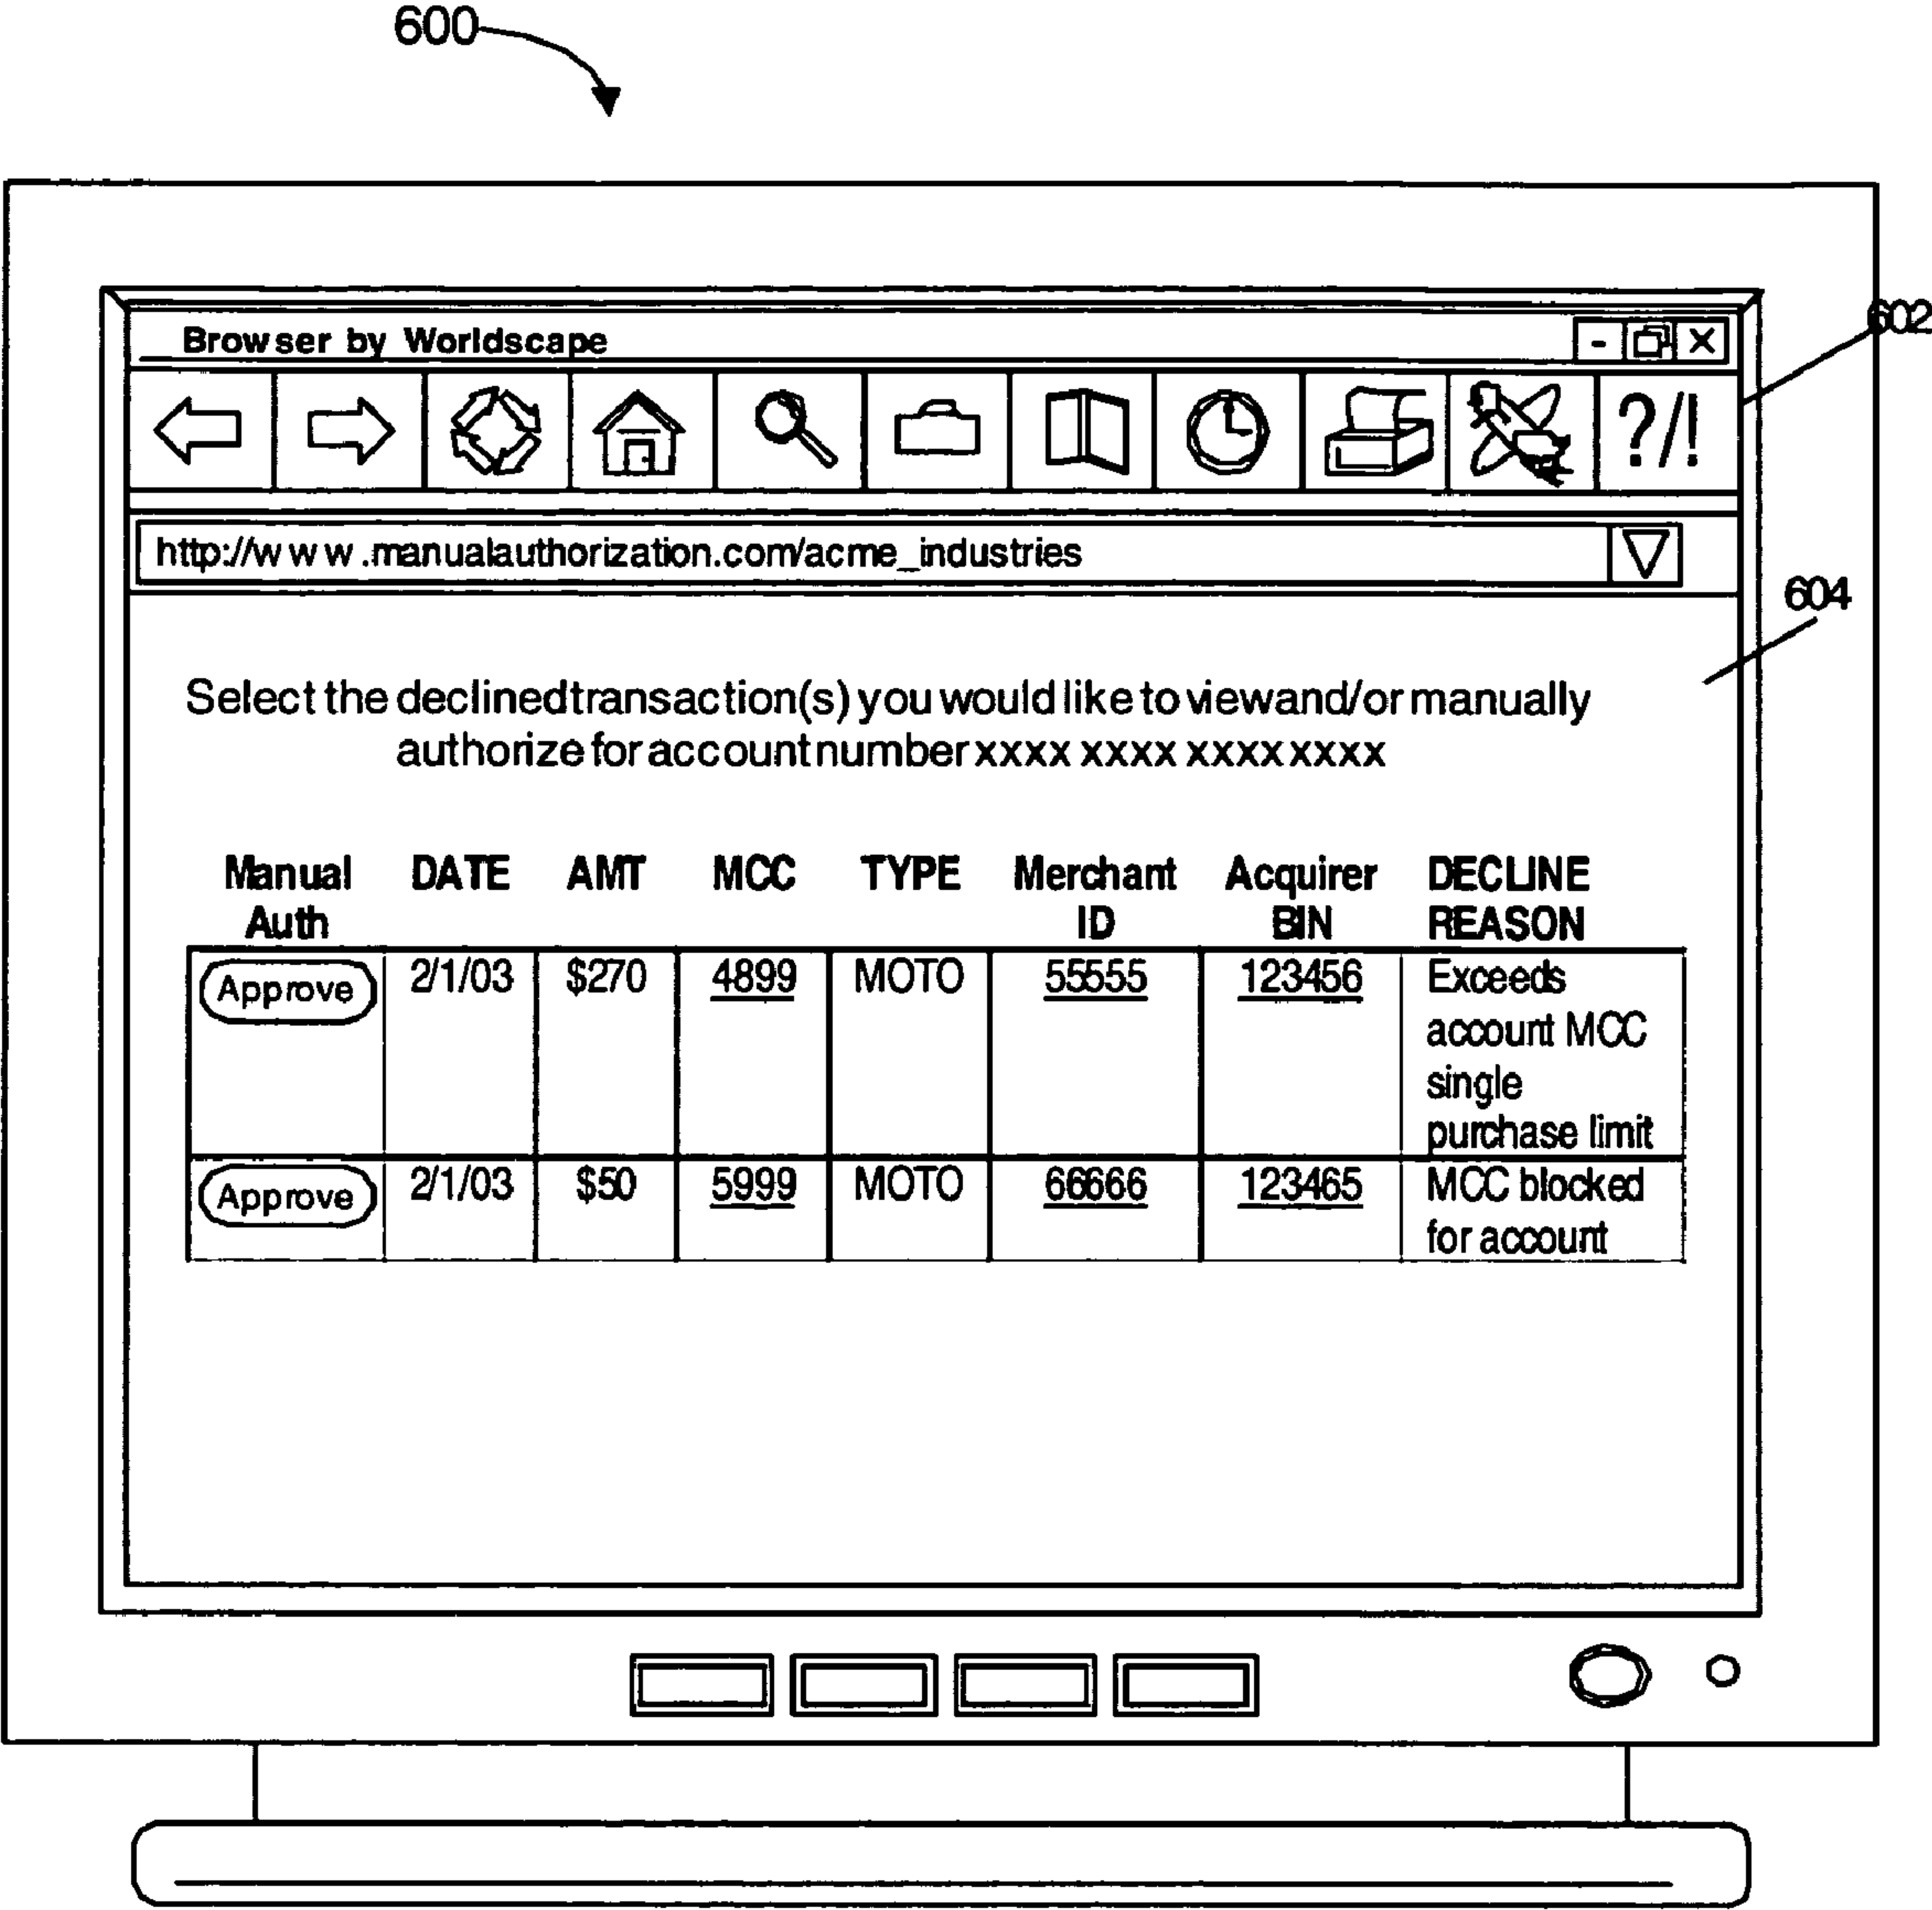 600
Browser by Worldscape
- X
602
?/!
http://www.manualauthorization.com/acme_industries
604
Select the declined transaction(s) you would like to view and/or manually
authorize for account number xxxx xxxx xxxx xxxx
Manual DATE AMT MCC TYPE Merchant Acquirer DECLINE
Auth ID BIN REASON
Approve 2/1/03 $270 4899 MOTO 55555 123456 Exceeds
account MCC
single
purchase limit
Approve 2/1/03 $50 5999 MOTO 66666 123465 MCC blocked
for account